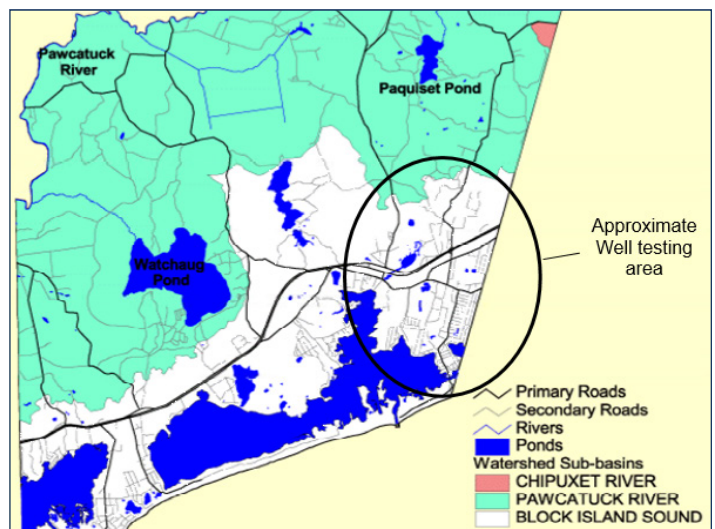 Pawcatuck
River
Paquiset Pond
Watchaug
Pond
Approximate
Well testing
area
Primary Roads
Secondary Roads
Rivers
Ponds
Watershed Sub-basins
CHIPUXET RIVER
PAWCATUCK RIVER
BLOCK ISLAND SOUND